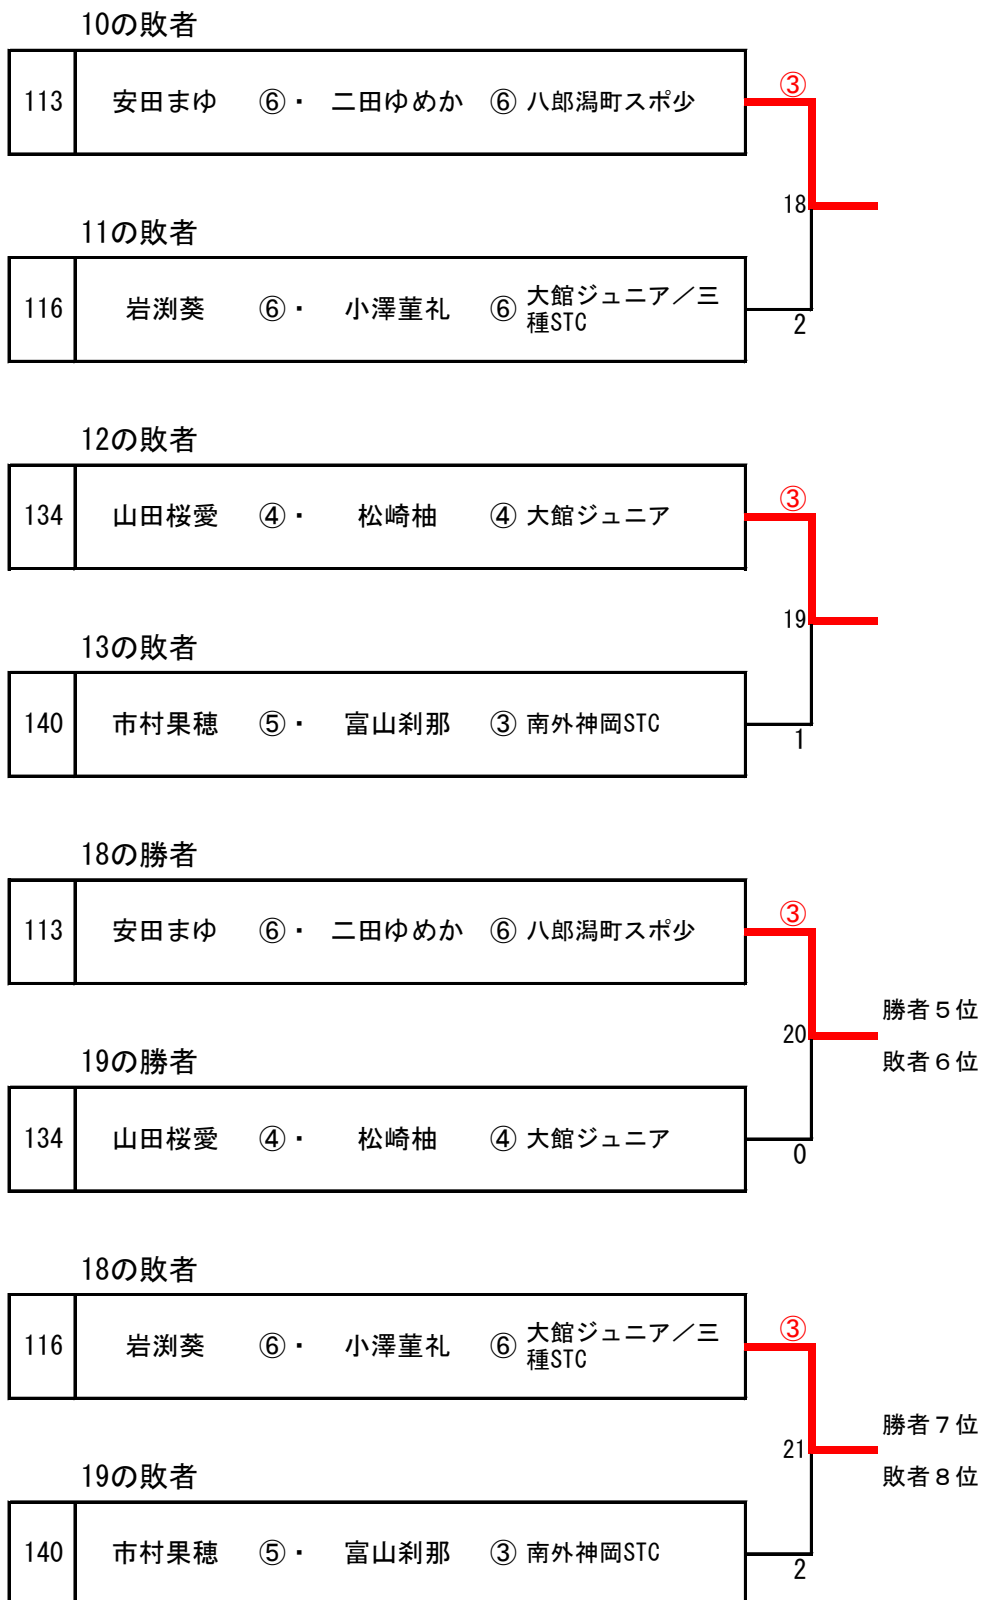 10の敗者
113 安田まゆ ⑥・ 二田ゆめか ⑥ 八郎潟町スポ少 ③
18
11の敗者
116 岩渕葵 ⑥・ 小澤菫礼 ⑥ 大館ジュニア／三
種STC
2
12の敗者
134 山田桜愛 ④・ 松崎柚 ④ 大館ジュニア ③
19
13の敗者
140 市村果穂 ⑤・ 富山刹那 ③ 南外神岡STC
1
18の勝者
113 安田まゆ ⑥・ 二田ゆめか ⑥ 八郎潟町スポ少 ③
勝者５位
20
敗者６位
19の勝者
134 山田桜愛 ④・ 松崎柚 ④ 大館ジュニア
0
18の敗者
116 岩渕葵 ⑥・ 小澤菫礼 ⑥ 大館ジュニア／三
種STC
③
勝者７位
21
敗者８位
19の敗者
140 市村果穂 ⑤・ 富山刹那 ③ 南外神岡STC
2